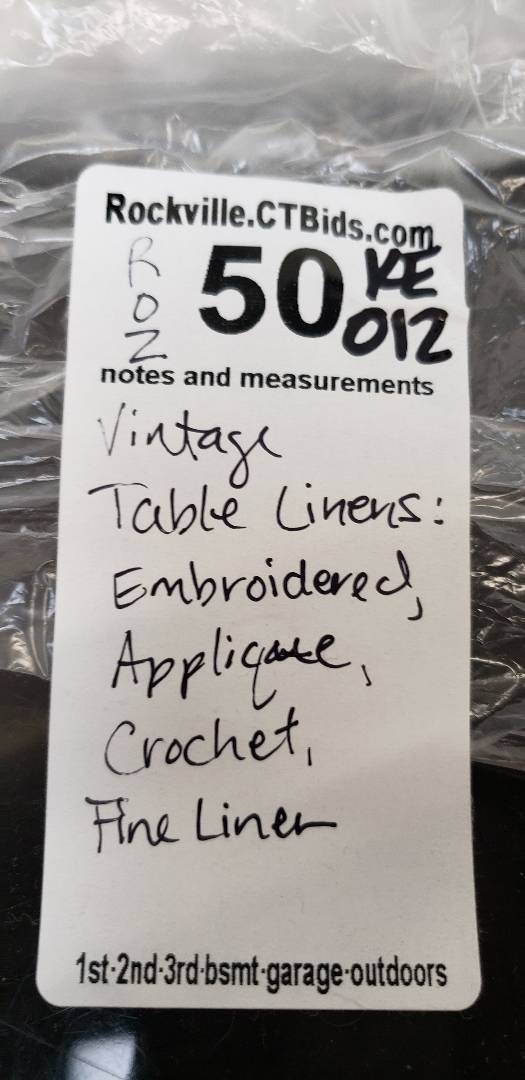 Rockville.CTBids.com
ROZ
50
KE
012
notes and measurements
Vintage
Table Linens:
Embroidered,
Applique,
Crochet,
Fine Linen
1st·2nd·3rd·bsmt·garage·outdoors